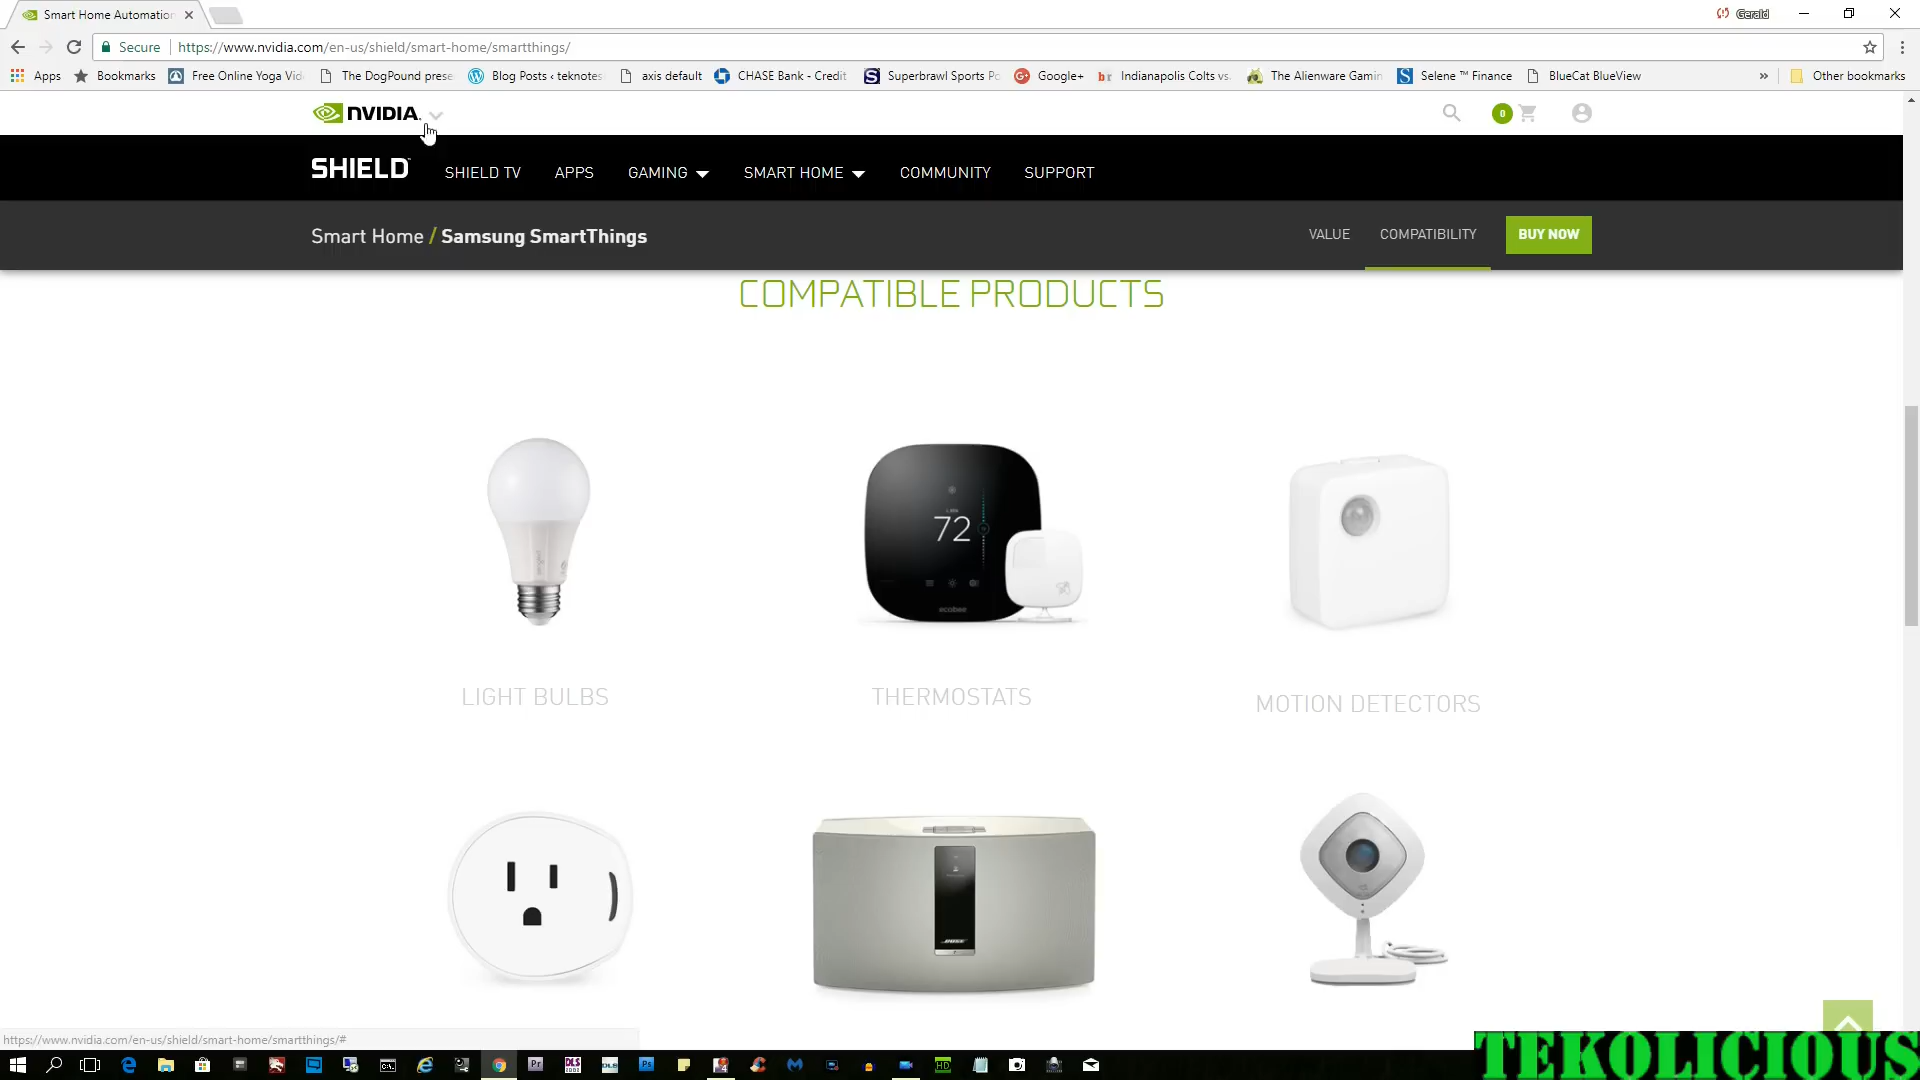 Smart Home Automation
Gerald
Secure
https://www.nvidia.com/en-us/shield/smart-home/smartthings/
Apps
Bookmarks
Free Online Yoga Vid
The DogPound prese
Blog Posts ‹ teknotes
axis default
CHASE Bank - Credit
Superbrawl Sports Po
Google+
Indianapolis Colts vs.
The Alienware Gamin
Selene ™ Finance
BlueCat BlueView
»
Other bookmarks
NVIDIA.
0
SHIELD
SHIELD TV
APPS
GAMING
SMART HOME
COMMUNITY
SUPPORT
Smart Home / Samsung SmartThings
VALUE
COMPATIBILITY
BUY NOW
COMPATIBLE PRODUCTS
72
ecobee
LIGHT BULBS
THERMOSTATS
MOTION DETECTORS
BOSE
https://www.nvidia.com/en-us/shield/smart-home/smartthings/#
TEKOLICIOUS